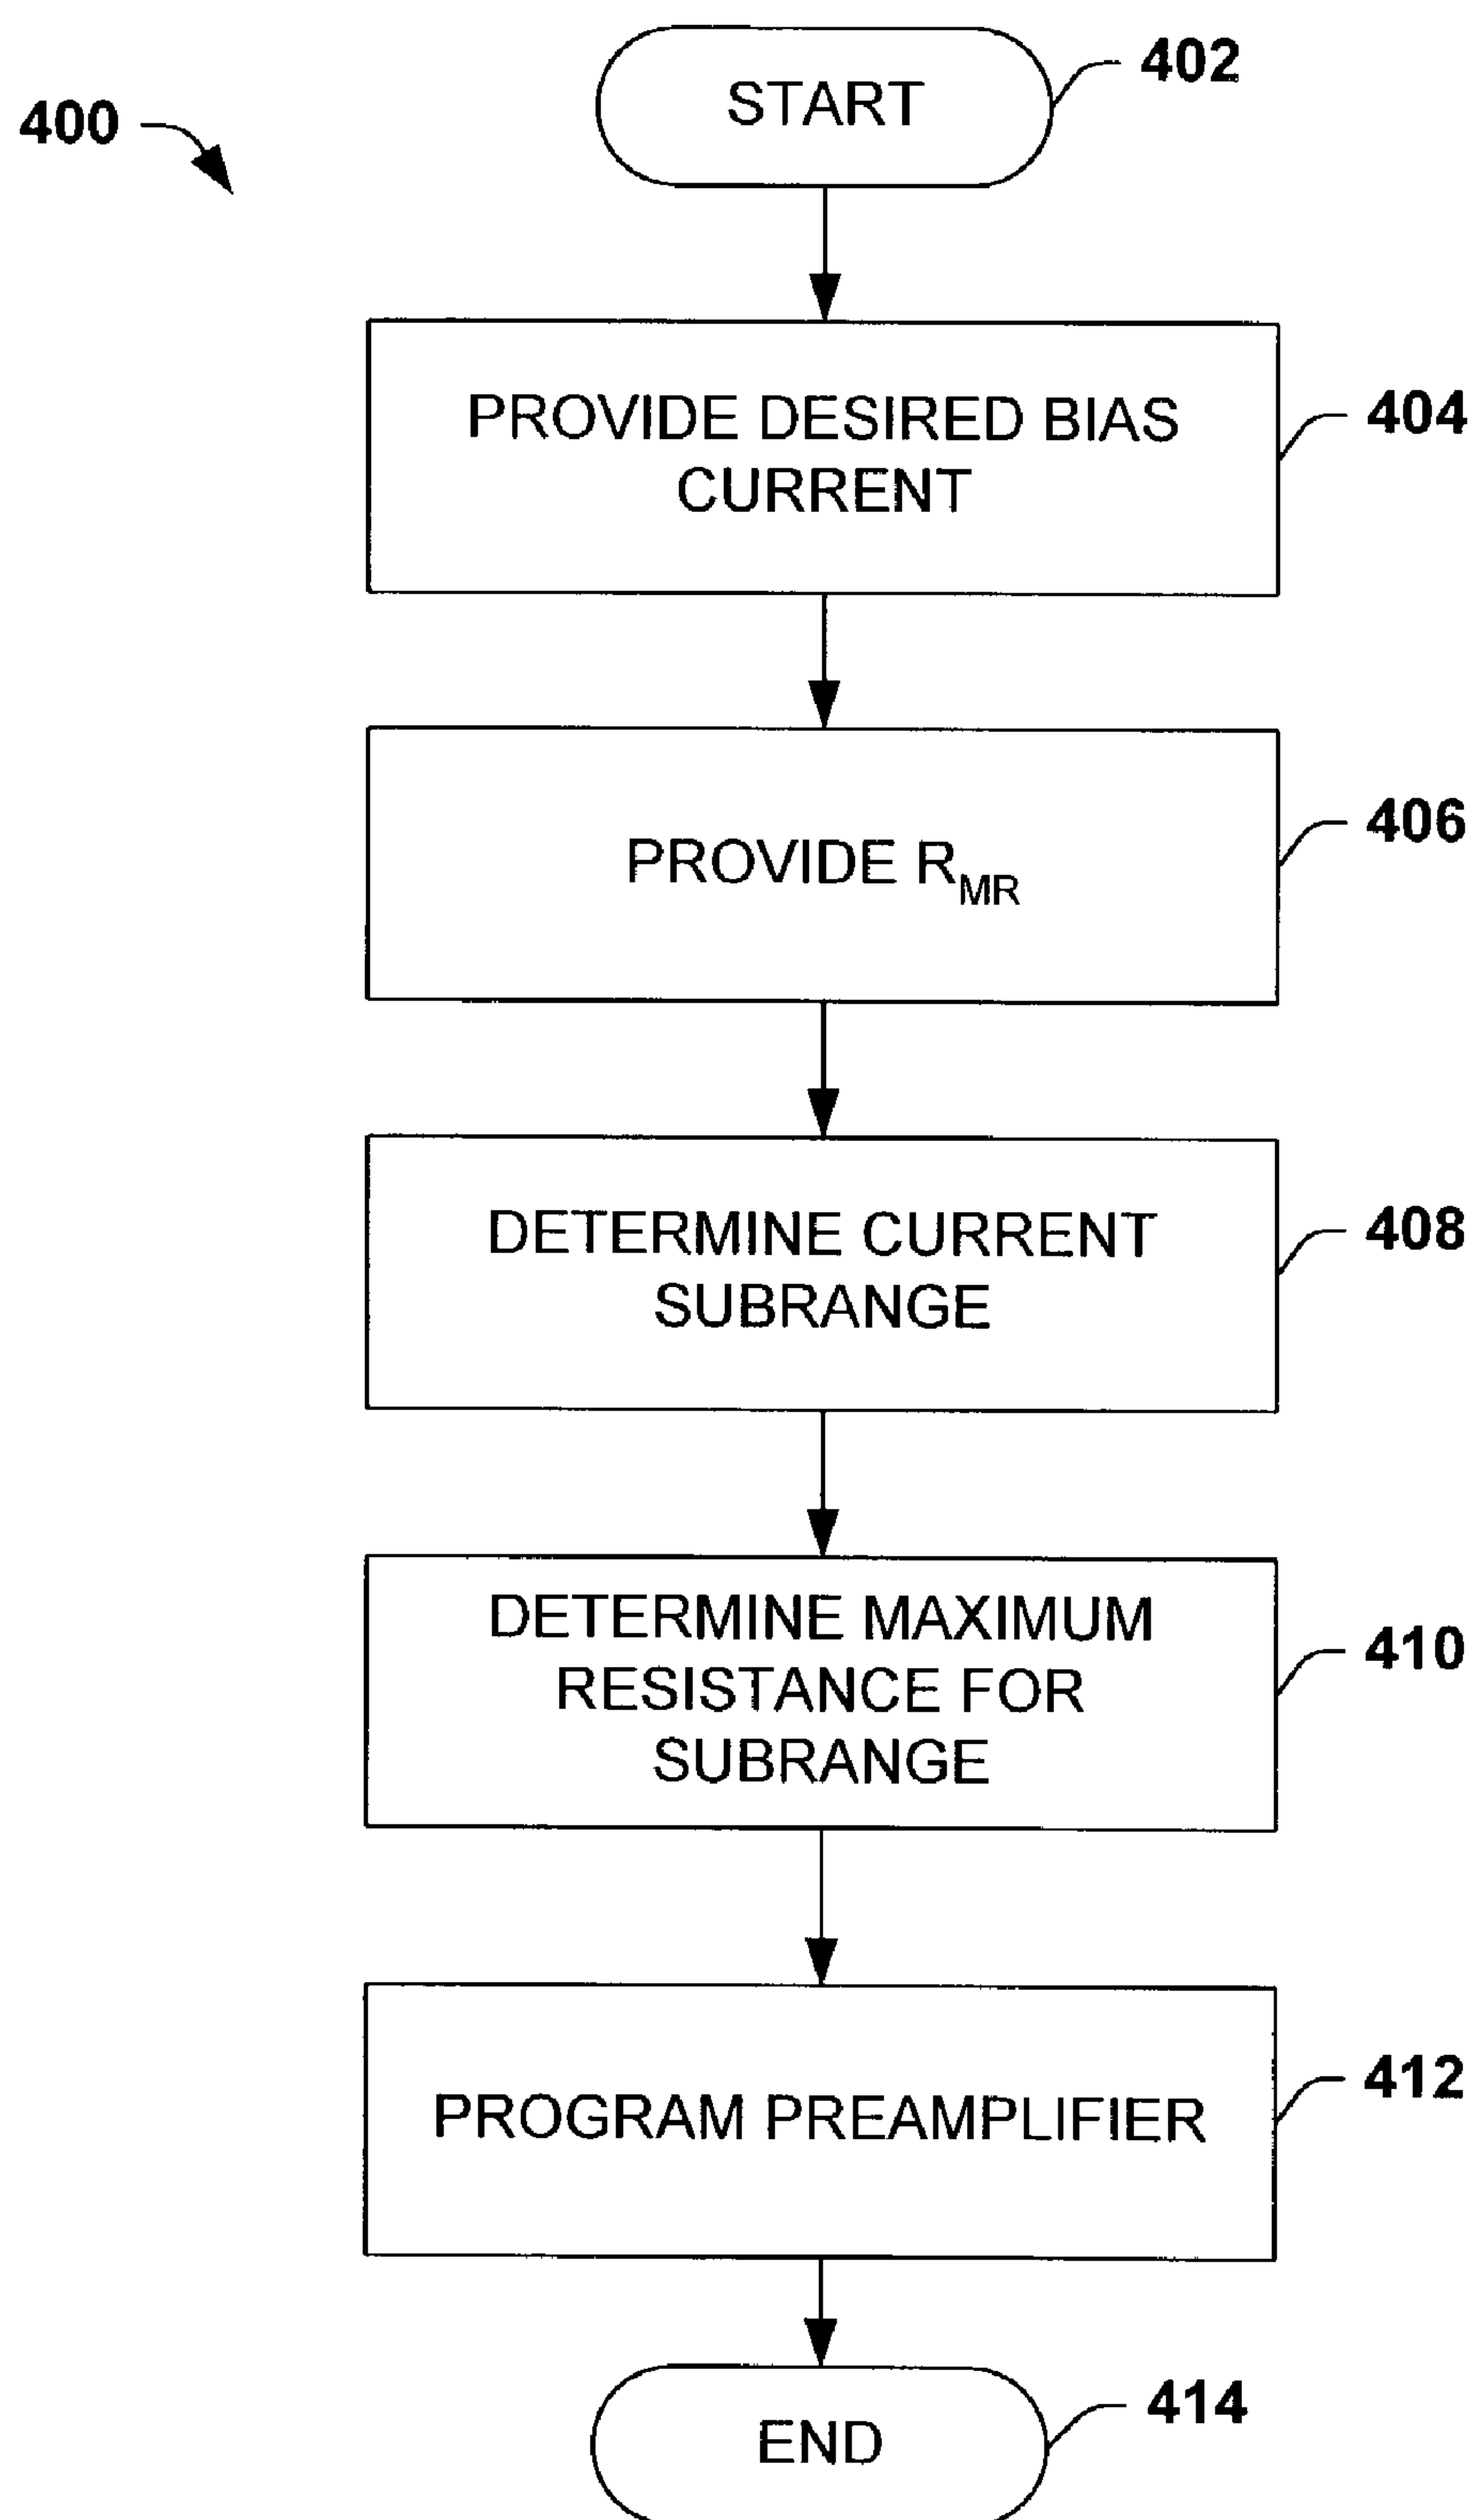 400
START
402
PROVIDE DESIRED BIAS
CURRENT
404
PROVIDE R_MR
406
DETERMINE CURRENT
SUBRANGE
408
DETERMINE MAXIMUM
RESISTANCE FOR
SUBRANGE
410
PROGRAM PREAMPLIFIER
412
END
414